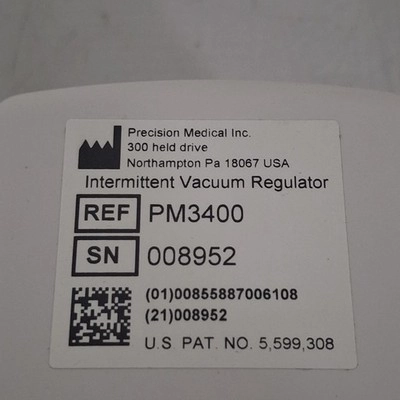 Precision Medical Inc.
300 held drive
Northampton Pa 18067 USA
Intermittent Vacuum Regulator
REF PM3400
SN 008952
(01)00855887006108
(21)008952
U.S PAT. NO. 5,599,308